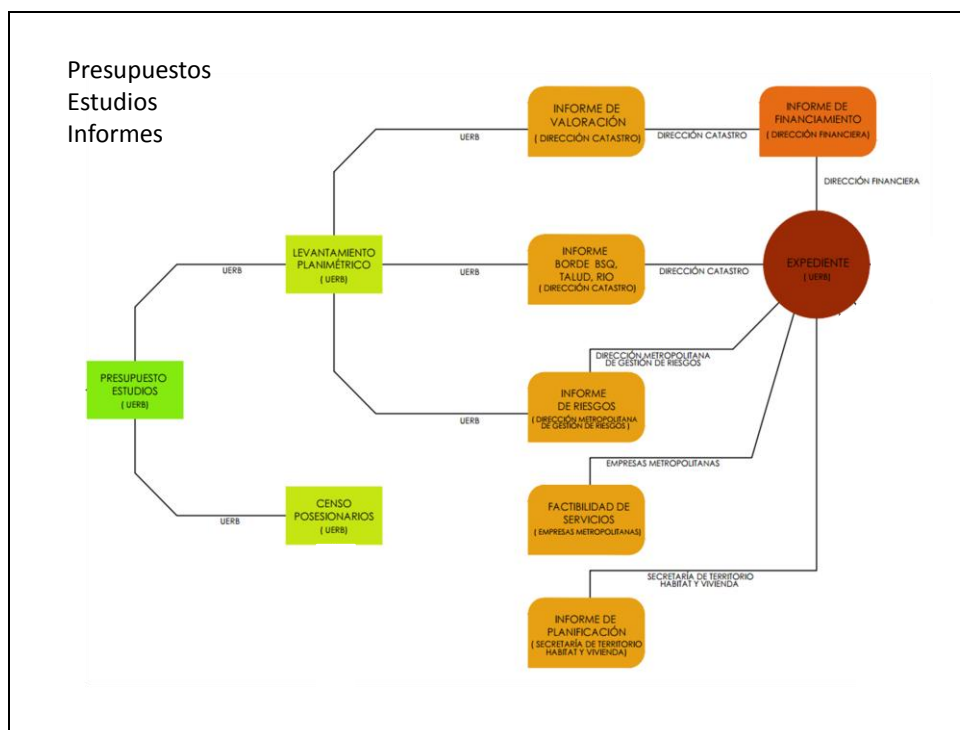 Presupuestos
Estudios
Informes
INFORME DE
VALORACIÓN
( DIRECCIÓN CATASTRO)
INFORME DE
FINANCIAMIENTO
( DIRECCIÓN FINANCIERA)
UERB
DIRECCIÓN CATASTRO
DIRECCIÓN FINANCIERA
LEVANTAMIENTO
PLANIMÉTRICO
( UERB)
INFORME
BORDE BSQ,
TALUD, RIO
( DIRECCIÓN CATASTRO)
EXPEDIENTE
( UERB)
UERB
UERB
DIRECCIÓN CATASTRO
DIRECCIÓN METROPOLITANA
DE GESTIÓN DE RIESGOS
PRESUPUESTO
ESTUDIOS
( UERB)
INFORME
DE RIESGOS
( DIRECCIÓN METROPOLITANA
DE GESTIÓN DE RIESGOS )
UERB
EMPRESAS METROPOLITANAS
CENSO
POSESIONARIOS
( UERB)
FACTIBILIDAD DE
SERVICIOS
( EMPRESAS METROPOLITANAS)
UERB
SECRETARÍA DE TERRITORIO
HABITAT Y VIVIENDA
INFORME DE
PLANIFICACIÓN
( SECRETARÍA DE TERRITORIO
HABITAT Y VIVIENDA)